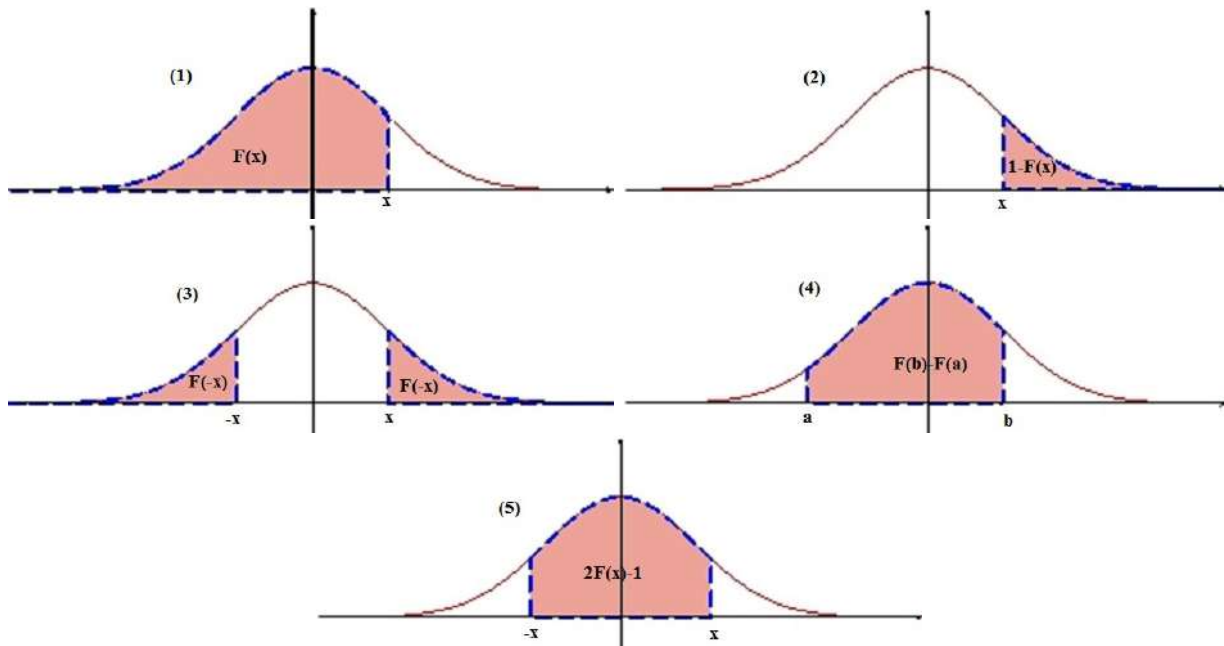 (1)
F(x)
x
(2)
1-F(x)
x
(3)
F(-x)
F(-x)
-x
x
(4)
F(b)-F(a)
a
b
(5)
2F(x)-1
-x
x